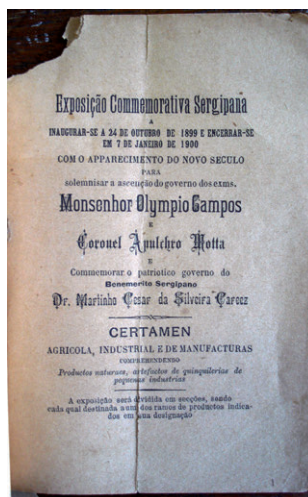 Exposição Commemorativa Sergipana
A
INAUGURAR-SE A 24 DE OUTUBRO DE 1899 E ENCERRAR-SE
EM 7 DE JANEIRO DE 1900
COM O APPARECIMENTO DO NOVO SECULO
PARA
solemnisar a ascenção do governo dos exms.
Monsenhor Olympio Campos
E
Coronel Apulchro Motta
E
Commemorar o patriotico governo do
Benemerito Sergipano
Dr. Martinho Cesar da Silveira Garcez
CERTAMEN
AGRICOLA, INDUSTRIAL E DE MANUFACTURAS
COMPREHENDENDO
Productos naturaes, artefactos de quinquilerias de
pequenas industrias
A exposição será dividida em secções, sendo
cada qual destinada a um dos ramos de productos indica-
dos em sua designação